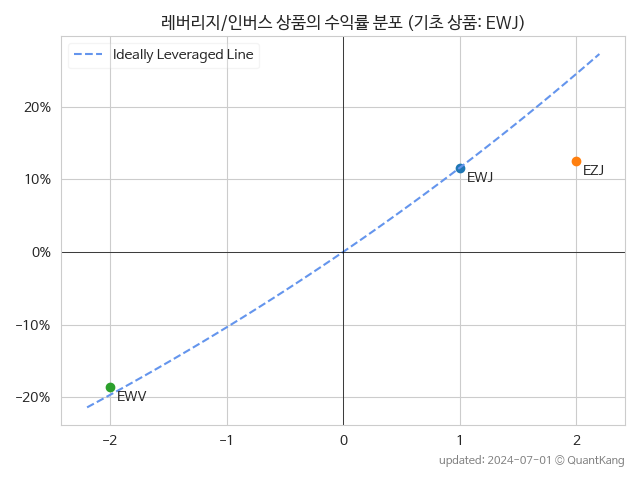 레버리지/인버스 상품의 수익률 분포 (기초 상품: EWJ)
Ideally Leveraged Line
20%
10%
0%
−10%
−20%
EWJ
EZJ
EWV
−2 −1 0 1 2
updated: 2024-07-01 © QuantKang